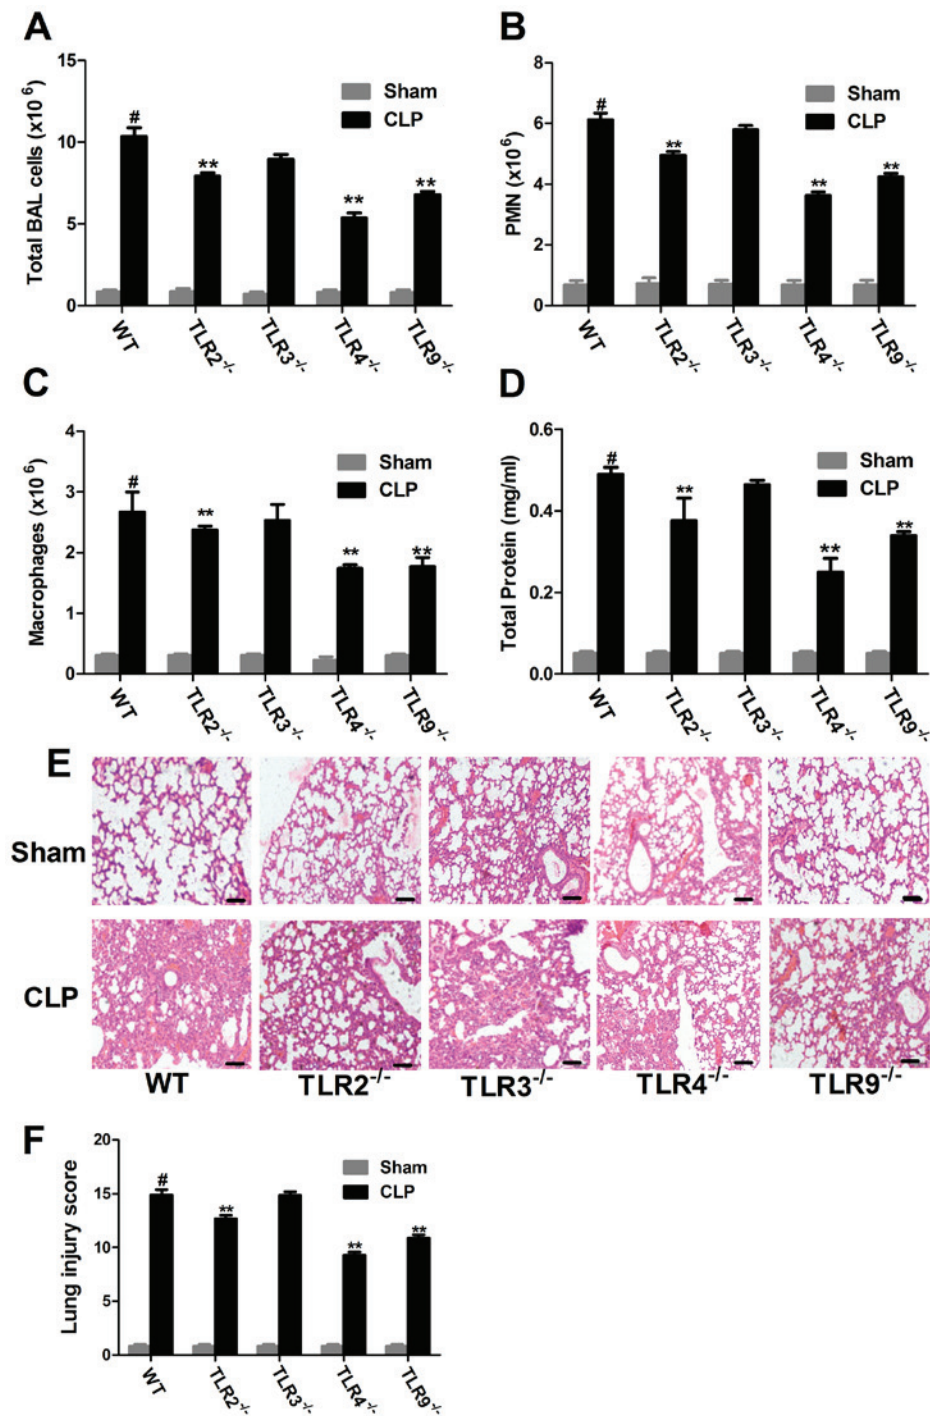 A
Total BAL cells (x10 6)
15
10
5
0
Sham
CLP
#
**
**
**
WT
TLR2-/-
TLR3-/-
TLR4-/-
TLR9-/-
B
PMN (x10 6)
8
6
4
2
0
Sham
CLP
#
**
**
**
WT
TLR2-/-
TLR3-/-
TLR4-/-
TLR9-/-
C
Macrophages (x10 6)
4
3
2
1
0
Sham
CLP
#
**
**
**
WT
TLR2-/-
TLR3-/-
TLR4-/-
TLR9-/-
D
Total Protein (mg/ml)
0.6
0.4
0.2
0.0
Sham
CLP
#
**
**
**
WT
TLR2-/-
TLR3-/-
TLR4-/-
TLR9-/-
E
Sham
CLP
WT
TLR2-/-
TLR3-/-
TLR4-/-
TLR9-/-
F
Lung injury score
20
15
10
5
0
Sham
CLP
#
**
**
**
WT
TLR2-/-
TLR3-/-
TLR4-/-
TLR9-/-